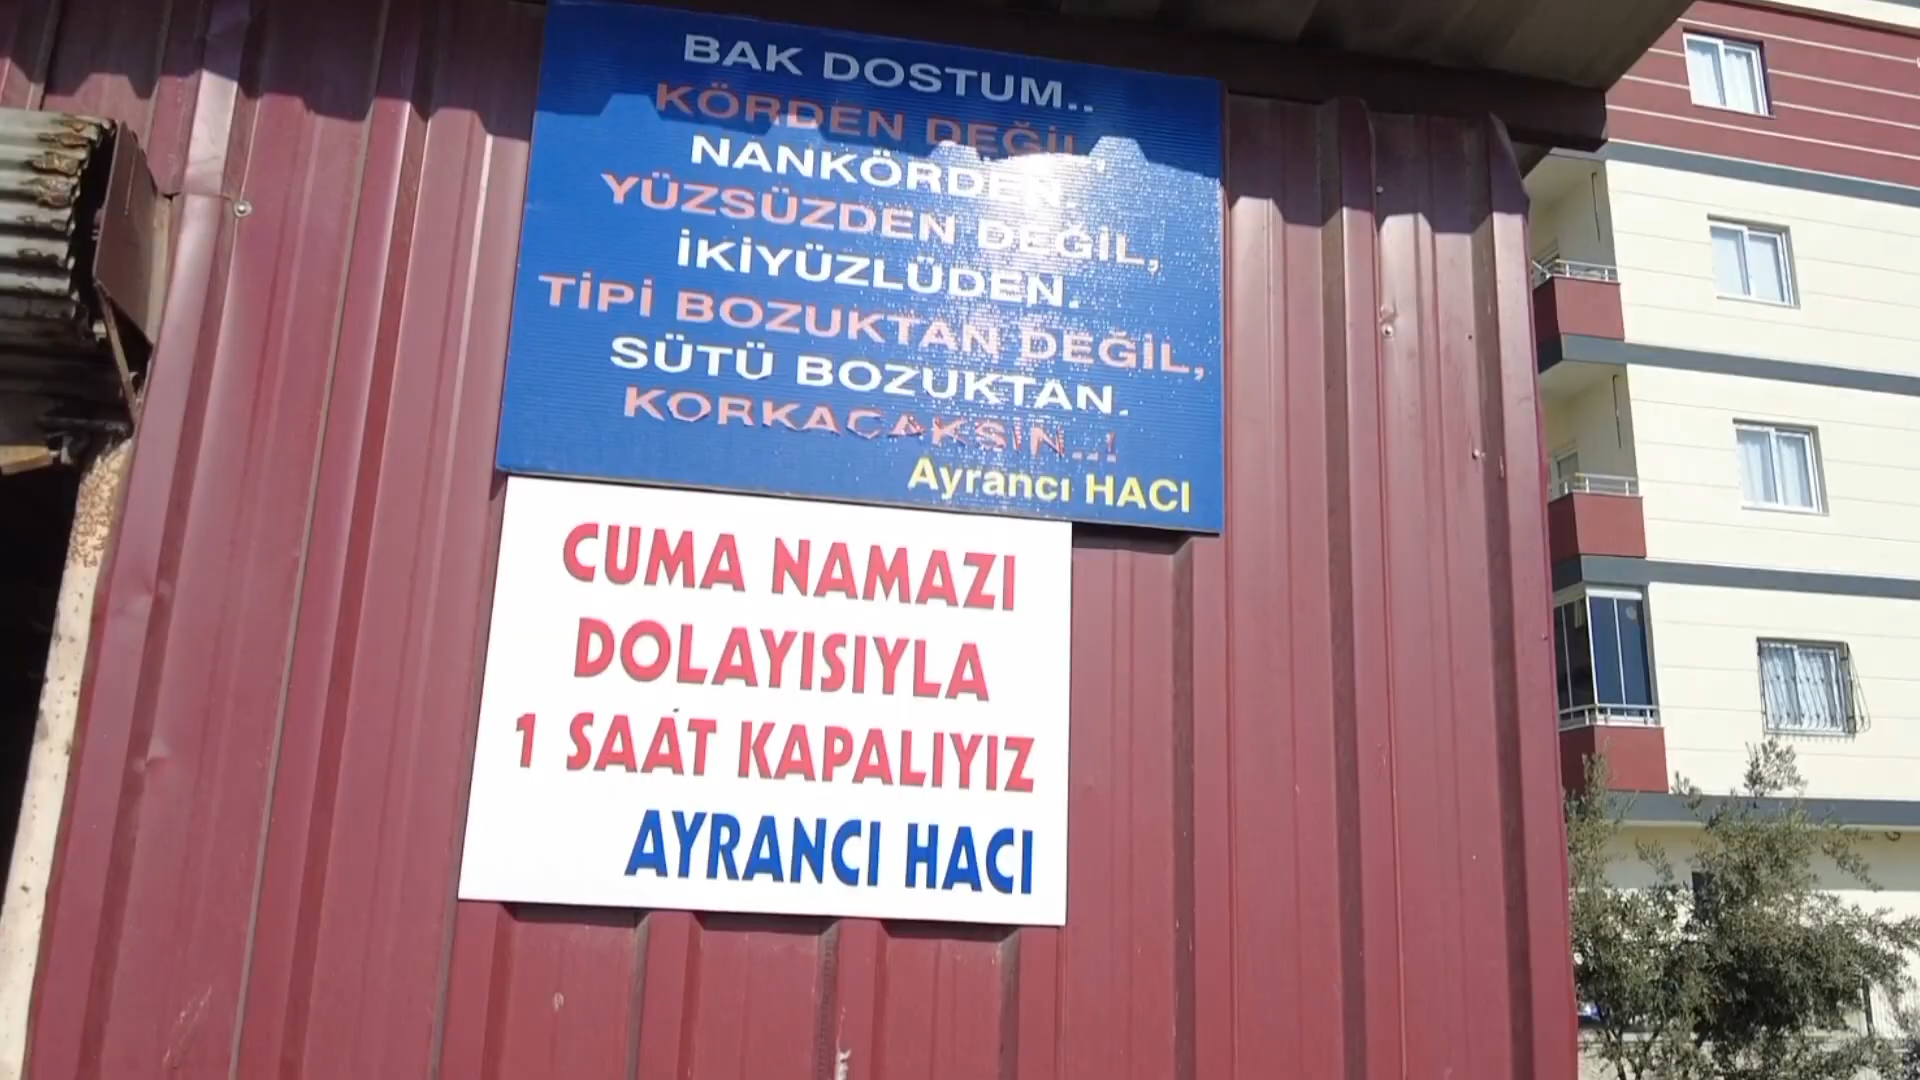 BAK DOSTUM..
KÖRDEN DEĞİL,
NANKÖRDEN.
YÜZSÜZDEN DEĞİL,
İKİYÜZLÜDEN.
TİPİ BOZUKTAN DEĞİL,
SÜTÜ BOZUKTAN.
KORKACAKSIN..!
Ayrancı HACI
CUMA NAMAZI
DOLAYISIYLA
1 SAAT KAPALIYIZ
AYRANCI HACI